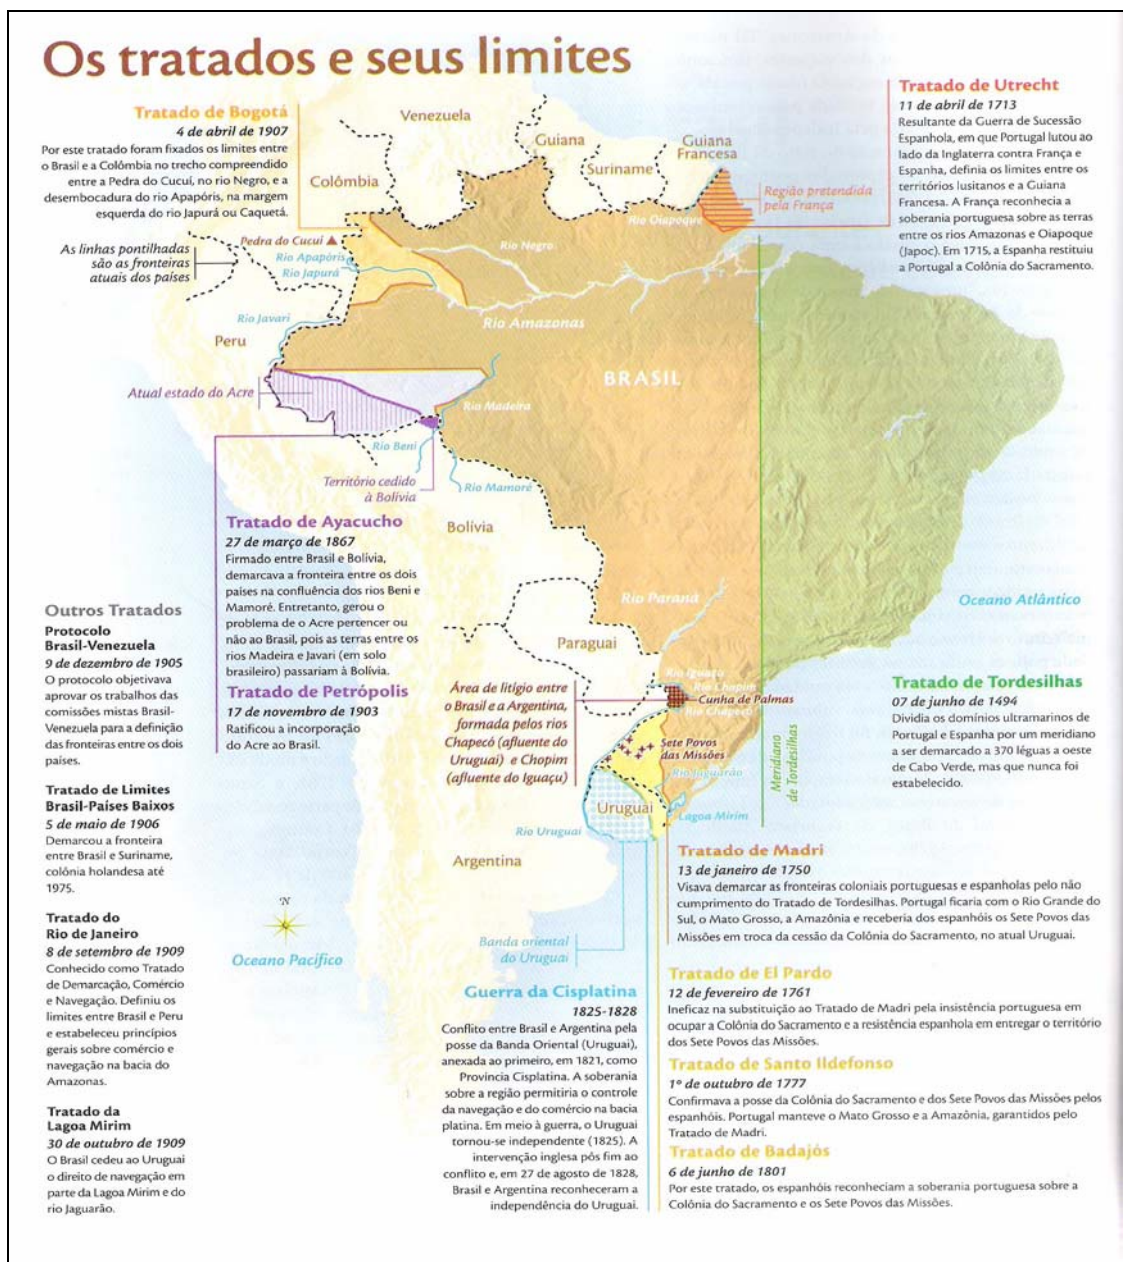 Os tratados e seus limites
Tratado de Bogotá
4 de abril de 1907
Por este tratado foram fixados os limites entre
o Brasil e a Colômbia no trecho compreendido
entre a Pedra do Cucuí, no rio Negro, e a
desembocadura do rio Apapóris, na margem
esquerda do rio Japurá ou Caquetá.
Venezuela
Guiana
Suriname
Guiana
Francesa
Colômbia
Região pretendida
pela França
Tratado de Utrecht
11 de abril de 1713
Resultante da Guerra de Sucessão
Espanhola, em que Portugal lutou ao
lado da Inglaterra contra França e
Espanha, definia os limites entre os
territórios lusitanos e a Guiana
Francesa. A França reconhecia a
soberania portuguesa sobre as terras
entre os rios Amazonas e Oiapoque
(Japoc). Em 1715, a Espanha restituiu
a Portugal a Colônia do Sacramento.
As linhas pontilhadas
são as fronteiras
atuais dos países
Pedra do Cucuí
Rio Apapóris
Rio Japurá
Rio Negro
Rio Oiapoque
Rio Javari
Peru
Rio Amazonas
BRASIL
Atual estado do Acre
Rio Madeira
Rio Beni
Território cedido
à Bolívia
Rio Mamoré
Bolívia
Tratado de Ayacucho
27 de março de 1867
Firmado entre Brasil e Bolívia,
demarcava a fronteira entre os dois
países na confluência dos rios Beni e
Mamoré. Entretanto, gerou o
problema de o Acre pertencer ou
não ao Brasil, pois as terras entre os
rios Madeira e Javari (em solo
brasileiro) passariam à Bolívia.
Tratado de Petrópolis
17 de novembro de 1903
Ratificou a incorporação
do Acre ao Brasil.
Rio Paraná
Paraguai
Oceano Atlântico
Rio Iguaçu
Rio Chopim
Cunha de Palmas
Rio Chapecó
Área de litígio entre
o Brasil e a Argentina,
formada pelos rios
Chapecó (afluente do
Uruguai) e Chopim
(afluente do Iguaçu)
Sete Povos
das Missões
Rio Jaguarão
Uruguai
Lagoa Mirim
Rio Uruguai
Argentina
Meridiano
de Tordesilhas
Tratado de Tordesilhas
07 de junho de 1494
Dividia os domínios ultramarinos de
Portugal e Espanha por um meridiano
a ser demarcado a 370 léguas a oeste
de Cabo Verde, mas que nunca foi
estabelecido.
Outros Tratados
Protocolo
Brasil-Venezuela
9 de dezembro de 1905
O protocolo objetivava
aprovar os trabalhos das
comissões mistas Brasil-
Venezuela para a definição
das fronteiras entre os dois
países.
Tratado de Limites
Brasil-Países Baixos
5 de maio de 1906
Demarcou a fronteira
entre Brasil e Suriname,
colônia holandesa até
1975.
Tratado do
Rio de Janeiro
8 de setembro de 1909
Conhecido como Tratado
de Demarcação, Comércio
e Navegação. Definiu os
limites entre Brasil e Peru
e estabeleceu princípios
gerais sobre comércio e
navegação na bacia do
Amazonas.
Tratado da
Lagoa Mirim
30 de outubro de 1909
O Brasil cedeu ao Uruguai
o direito de navegação em
parte da Lagoa Mirim e do
rio Jaguarão.
N
Oceano Pacífico
Banda oriental
do Uruguai
Guerra da Cisplatina
1825-1828
Conflito entre Brasil e Argentina pela
posse da Banda Oriental (Uruguai),
anexada ao primeiro, em 1821, como
Província Cisplatina. A soberania
sobre a região permitiria o controle
da navegação e do comércio na bacia
platina. Em meio à guerra, o Uruguai
tornou-se independente (1825). A
intervenção inglesa pôs fim ao
conflito e, em 27 de agosto de 1828,
Brasil e Argentina reconheceram a
independência do Uruguai.
Tratado de Madri
13 de janeiro de 1750
Visava demarcar as fronteiras coloniais portuguesas e espanholas pelo não
cumprimento do Tratado de Tordesilhas. Portugal ficaria com o Rio Grande do
Sul, o Mato Grosso, a Amazônia e receberia dos espanhóis os Sete Povos das
Missões em troca da cessão da Colônia do Sacramento, no atual Uruguai.
Tratado de El Pardo
12 de fevereiro de 1761
Ineficaz na substituição ao Tratado de Madri pela insistência portuguesa em
ocupar a Colônia do Sacramento e a resistência espanhola em entregar o território
dos Sete Povos das Missões.
Tratado de Santo Ildefonso
1º de outubro de 1777
Confirmava a posse da Colônia do Sacramento e dos Sete Povos das Missões pelos
espanhóis. Portugal manteve o Mato Grosso e a Amazônia, garantidos pelo
Tratado de Madri.
Tratado de Badajós
6 de junho de 1801
Por este tratado, os espanhóis reconheciam a soberania portuguesa sobre a
Colônia do Sacramento e os Sete Povos das Missões.